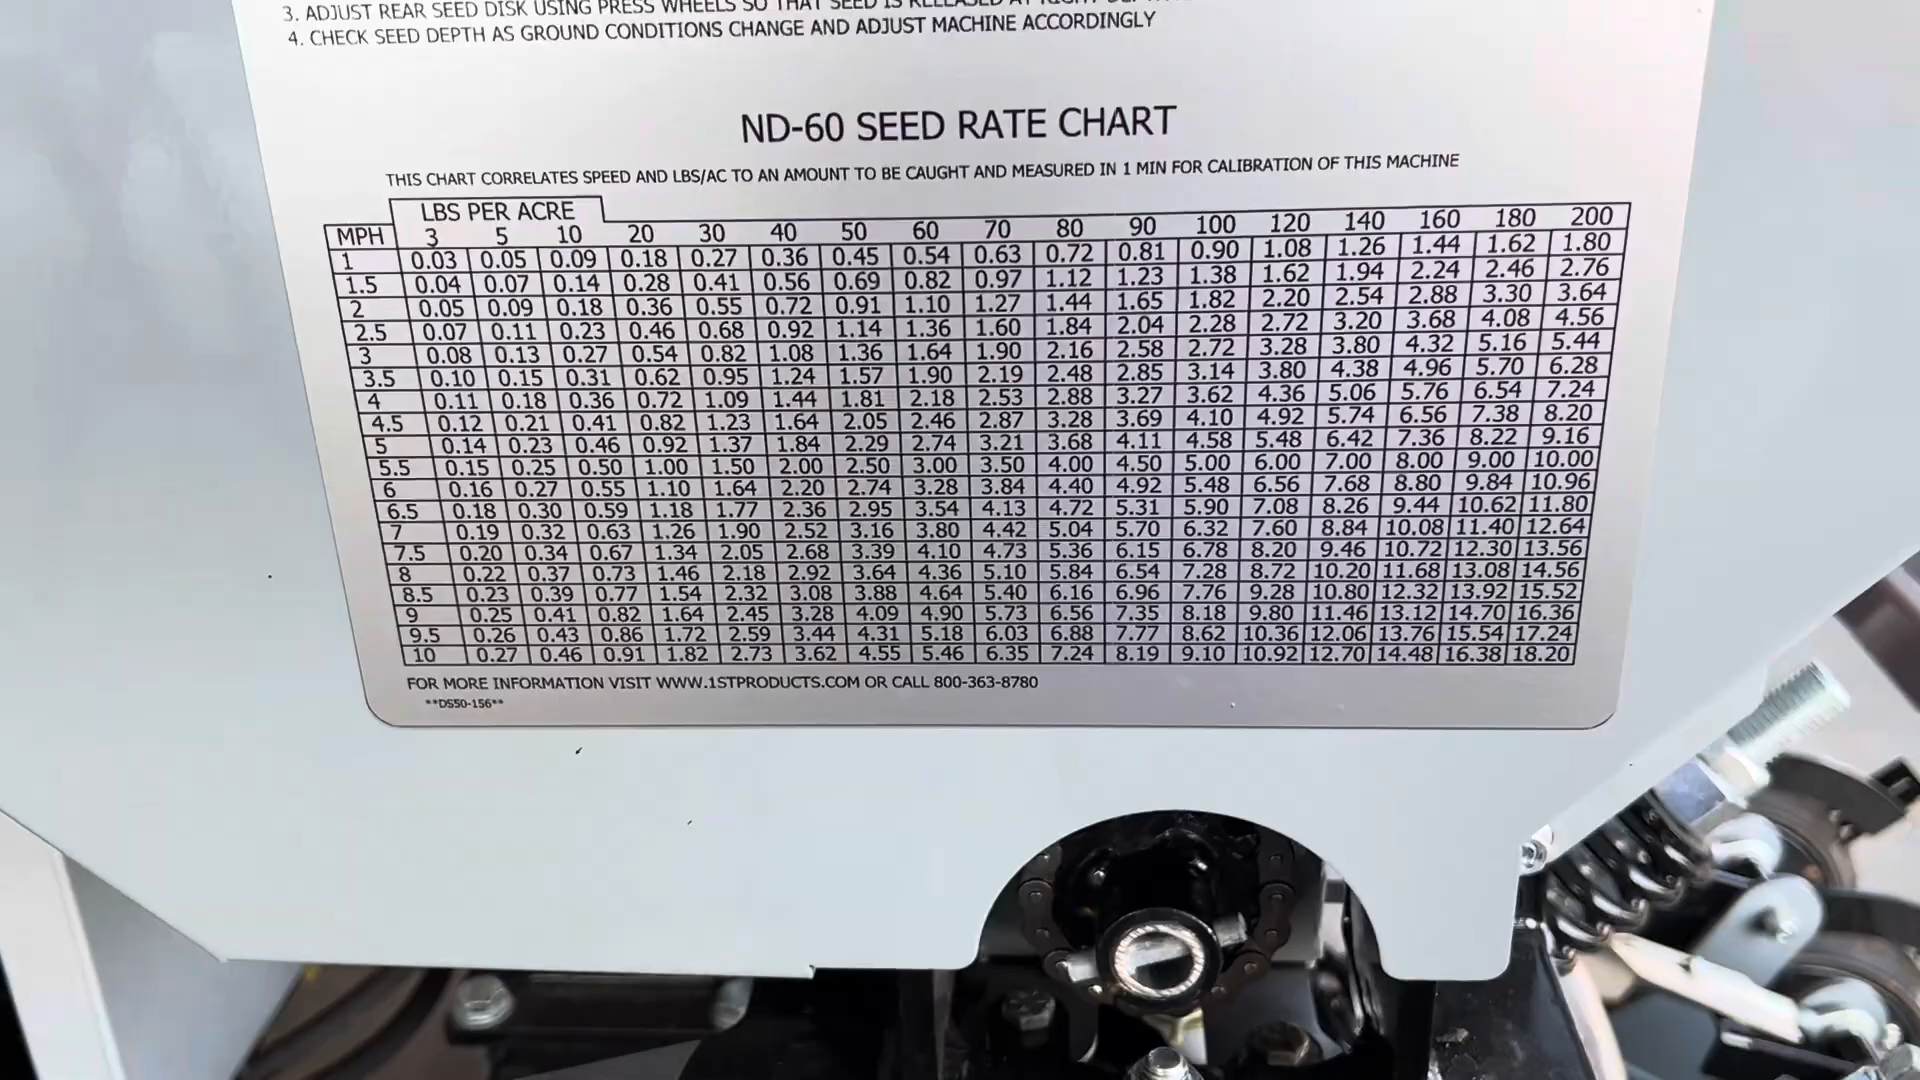 3. ADJUST REAR SEED DISK USING PRESS WHEELS SO THAT SEED IS RELEASED AT RIGHT
4. CHECK SEED DEPTH AS GROUND CONDITIONS CHANGE AND ADJUST MACHINE ACCORDINGLY
ND-60 SEED RATE CHART
THIS CHART CORRELATES SPEED AND LBS/AC TO AN AMOUNT TO BE CAUGHT AND MEASURED IN 1 MIN FOR CALIBRATION OF THIS MACHINE
LBS PER ACRE
MPH 3 5 10 20 30 40 50 60 70 80 90 100 120 140 160 180 200
1 0.03 0.05 0.09 0.18 0.27 0.36 0.45 0.54 0.63 0.72 0.81 0.90 1.08 1.26 1.44 1.62 1.80
1.5 0.04 0.07 0.14 0.28 0.41 0.56 0.69 0.82 0.97 1.12 1.23 1.38 1.62 1.94 2.24 2.46 2.76
2 0.05 0.09 0.18 0.36 0.55 0.72 0.91 1.10 1.27 1.44 1.65 1.82 2.20 2.54 2.88 3.30 3.64
2.5 0.07 0.11 0.23 0.46 0.68 0.92 1.14 1.36 1.60 1.84 2.04 2.28 2.72 3.20 3.68 4.08 4.56
3 0.08 0.13 0.27 0.54 0.82 1.08 1.36 1.64 1.90 2.16 2.58 2.72 3.28 3.80 4.32 5.16 5.44
3.5 0.10 0.15 0.31 0.62 0.95 1.24 1.57 1.90 2.19 2.48 2.85 3.14 3.80 4.38 4.96 5.70 6.28
4 0.11 0.18 0.36 0.72 1.09 1.44 1.81 2.18 2.53 2.88 3.27 3.62 4.36 5.06 5.76 6.54 7.24
4.5 0.12 0.21 0.41 0.82 1.23 1.64 2.05 2.46 2.87 3.28 3.69 4.10 4.92 5.74 6.56 7.38 8.20
5 0.14 0.23 0.46 0.92 1.37 1.84 2.29 2.74 3.21 3.68 4.11 4.58 5.48 6.42 7.36 8.22 9.16
5.5 0.15 0.25 0.50 1.00 1.50 2.00 2.50 3.00 3.50 4.00 4.50 5.00 6.00 7.00 8.00 9.00 10.00
6 0.16 0.27 0.55 1.10 1.64 2.20 2.74 3.28 3.84 4.40 4.92 5.48 6.56 7.68 8.80 9.84 10.96
6.5 0.18 0.30 0.59 1.18 1.77 2.36 2.95 3.54 4.13 4.72 5.31 5.90 7.08 8.26 9.44 10.62 11.80
7 0.19 0.32 0.63 1.26 1.90 2.52 3.16 3.80 4.42 5.04 5.70 6.32 7.60 8.84 10.08 11.40 12.64
7.5 0.20 0.34 0.67 1.34 2.05 2.68 3.39 4.10 4.73 5.36 6.15 6.78 8.20 9.46 10.72 12.30 13.56
8 0.22 0.37 0.73 1.46 2.18 2.92 3.64 4.36 5.10 5.84 6.54 7.28 8.72 10.20 11.68 13.08 14.56
8.5 0.23 0.39 0.77 1.54 2.32 3.08 3.88 4.64 5.40 6.16 6.96 7.76 9.28 10.80 12.32 13.92 15.52
9 0.25 0.41 0.82 1.64 2.45 3.28 4.09 4.90 5.73 6.56 7.35 8.18 9.80 11.46 13.12 14.70 16.36
9.5 0.26 0.43 0.86 1.72 2.59 3.44 4.31 5.18 6.03 6.88 7.77 8.62 10.36 12.06 13.76 15.54 17.24
10 0.27 0.46 0.91 1.82 2.73 3.62 4.55 5.46 6.35 7.24 8.19 9.10 10.92 12.70 14.48 16.38 18.20
FOR MORE INFORMATION VISIT WWW.1STPRODUCTS.COM OR CALL 800-363-8780
**DS50-156**